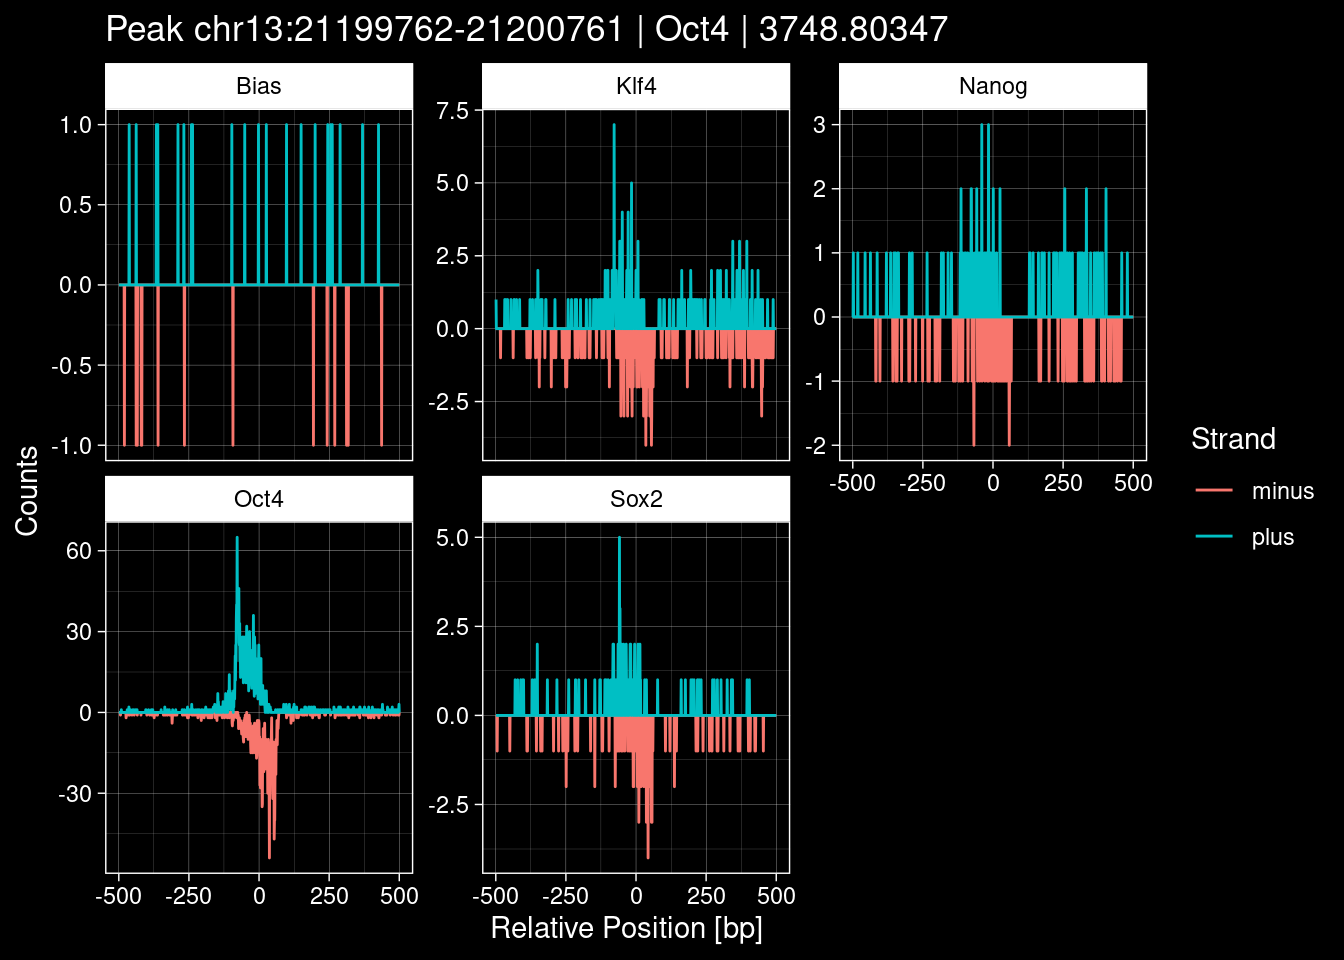 Peak chr13:21199762-21200761 | Oct4 | 3748.80347
Bias
Klf4
Nanog
1.0
0.5
0.0
-0.5
-1.0
7.5
5.0
2.5
0.0
-2.5
3
2
1
0
-1
-2
-500 -250 0 250 500
Counts
Oct4
Sox2
60
30
0
-30
5.0
2.5
0.0
-2.5
-500 -250 0 250 500
-500 -250 0 250 500
Relative Position [bp]
Strand
minus
plus